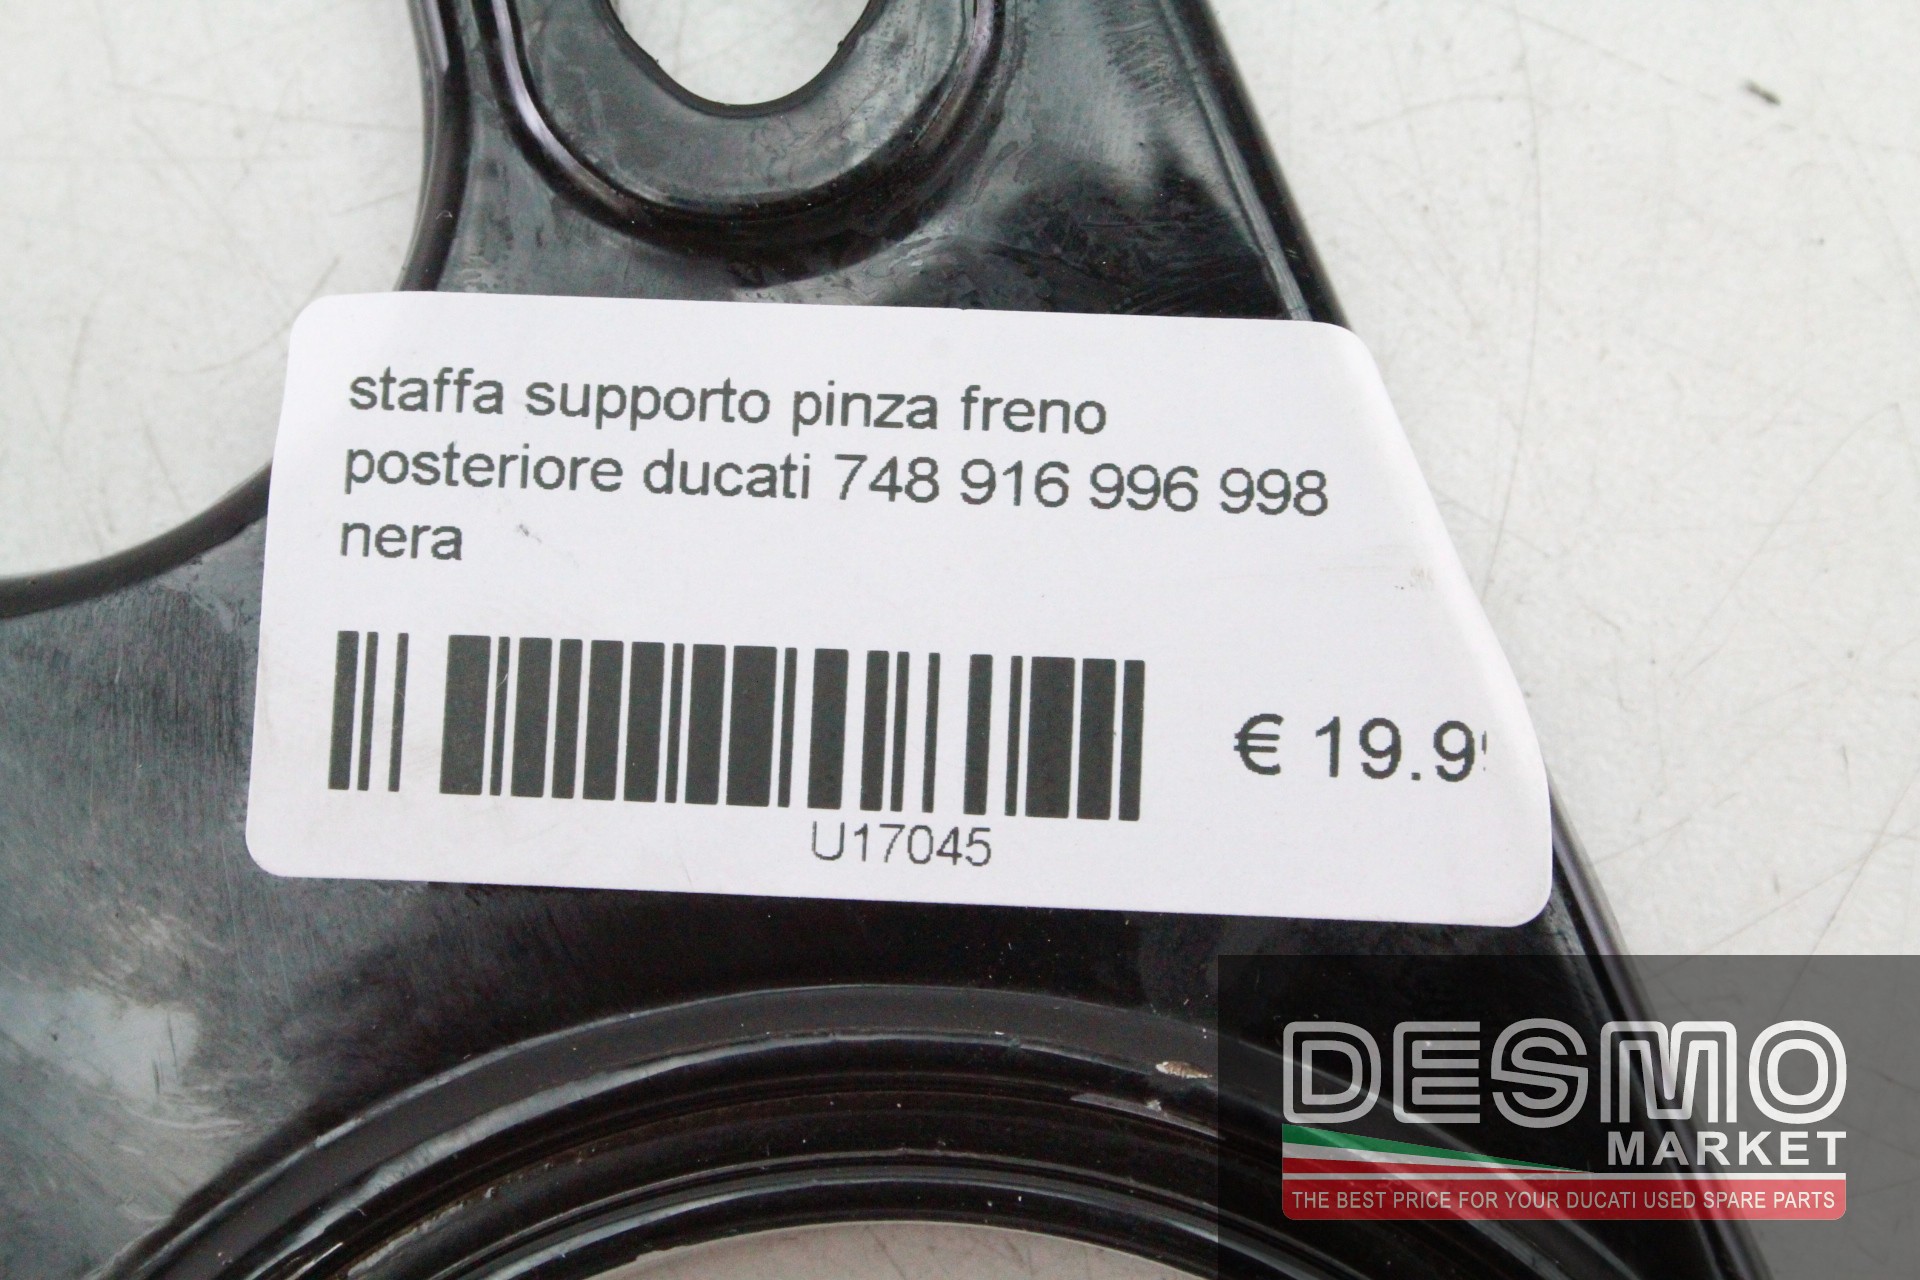 staffa supporto pinza freno
posteriore ducati 748 916 996 998
nera
€ 19.9
U17045
DESMO
MARKET
THE BEST PRICE FOR YOUR DUCATI USED SPARE PARTS